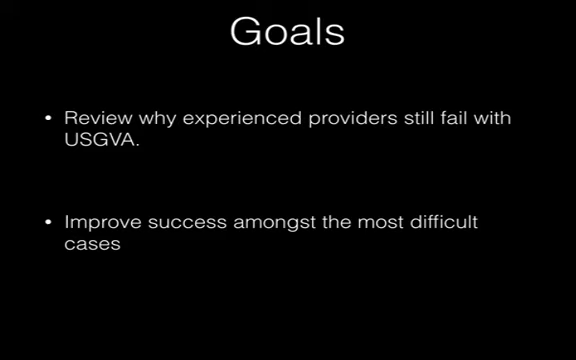 Goals
• Review why experienced providers still fail with
USGVA.
• Improve success amongst the most difficult
cases